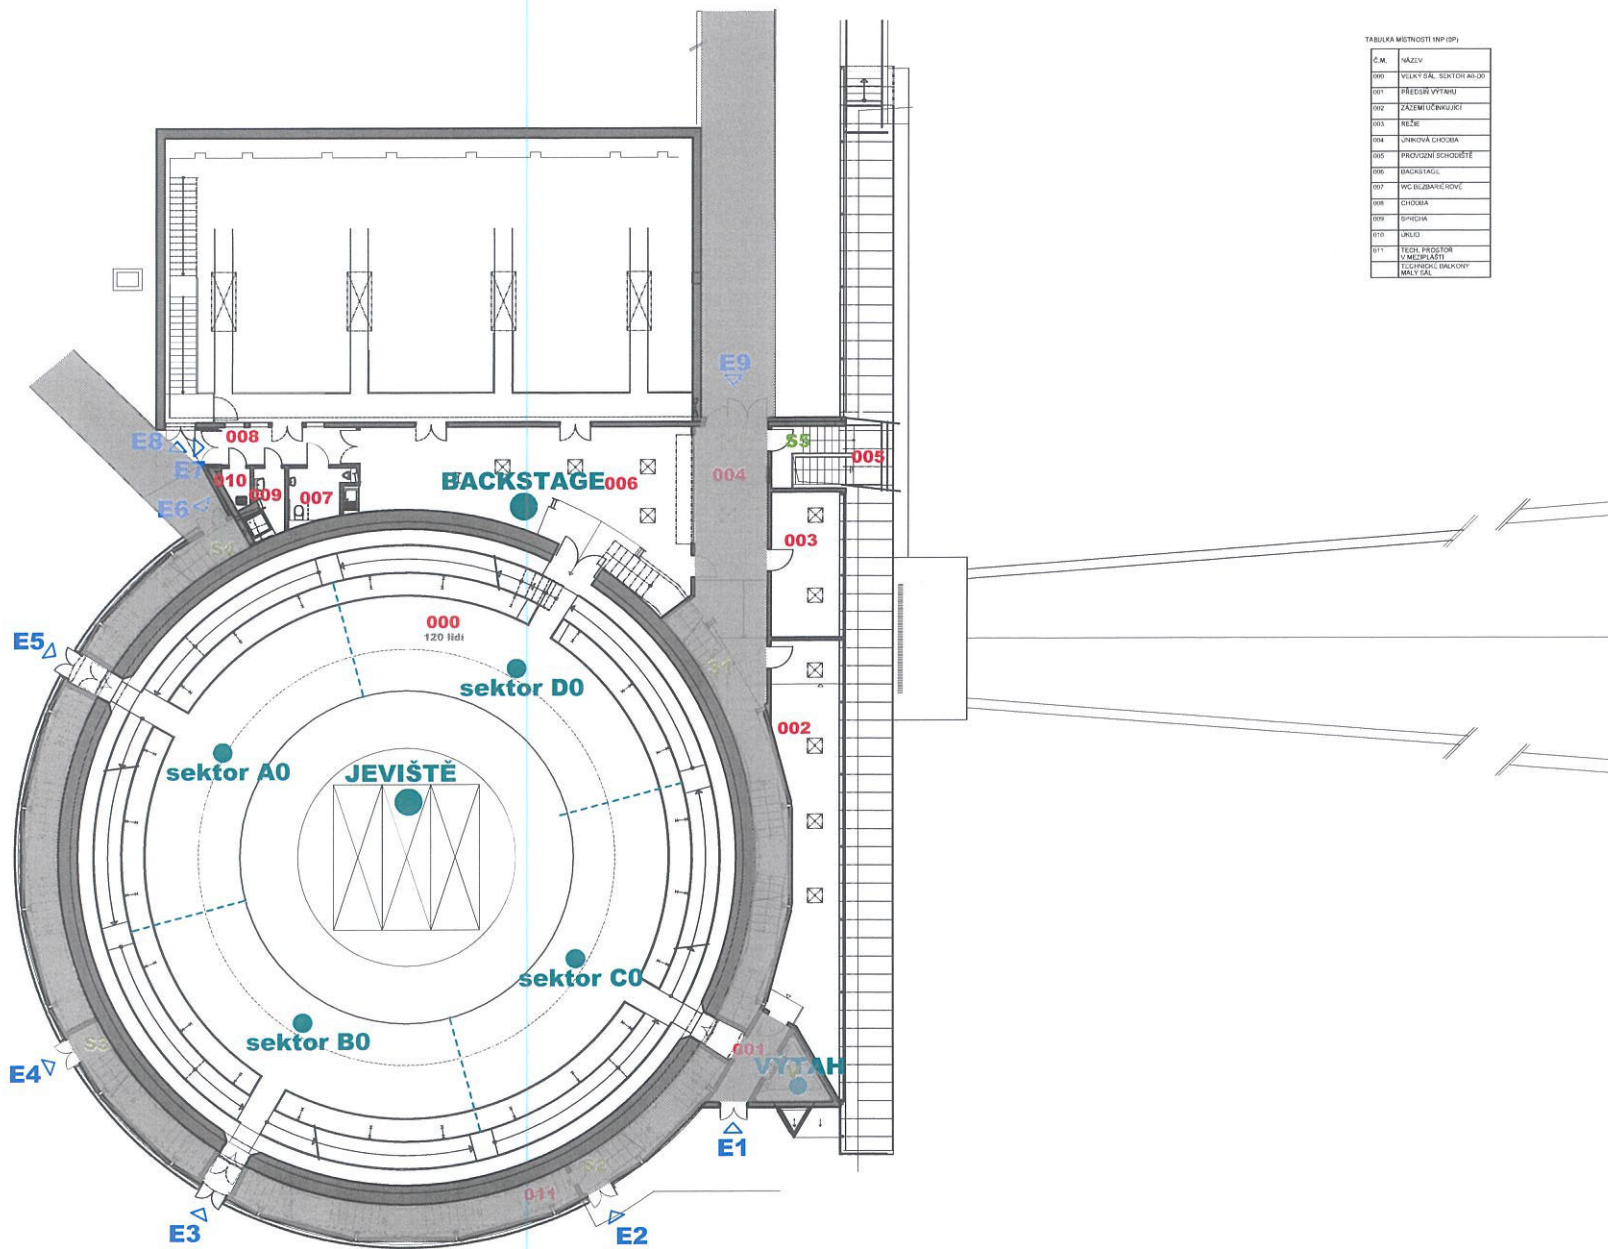 TABULKA MÍSTNOSTÍ 1NP (0P)
Č.M. NÁZEV
000 VELKÝ SÁL, SEKTOR A0-D0
001 PŘEDSÍŇ VÝTAHU
002 ZÁZEMÍ ÚČINKUJÍCÍ
003 REŽIE
004 ÚNIKOVÁ CHODBA
005 PROVOZNÍ SCHODIŠTĚ
006 BACKSTAGE
007 WC BEZBARIÉROVÉ
008 CHODBA
009 SPRCHA
010 ÚKLID
011 TECH. PROSTOR
V MEZIPLÁŠTI
TECHNICKÉ BALKONY
MALÝ SÁL
E9
E8
008
S5
005
E7
010
009
007
BACKSTAGE 006
004
E6
S4
003
000
120 lidí
E5
S1
sektor D0
002
sektor A0
JEVIŠTĚ
sektor C0
sektor B0
S3
001
VÝTAH
E4
E1
S2
011
E3
E2